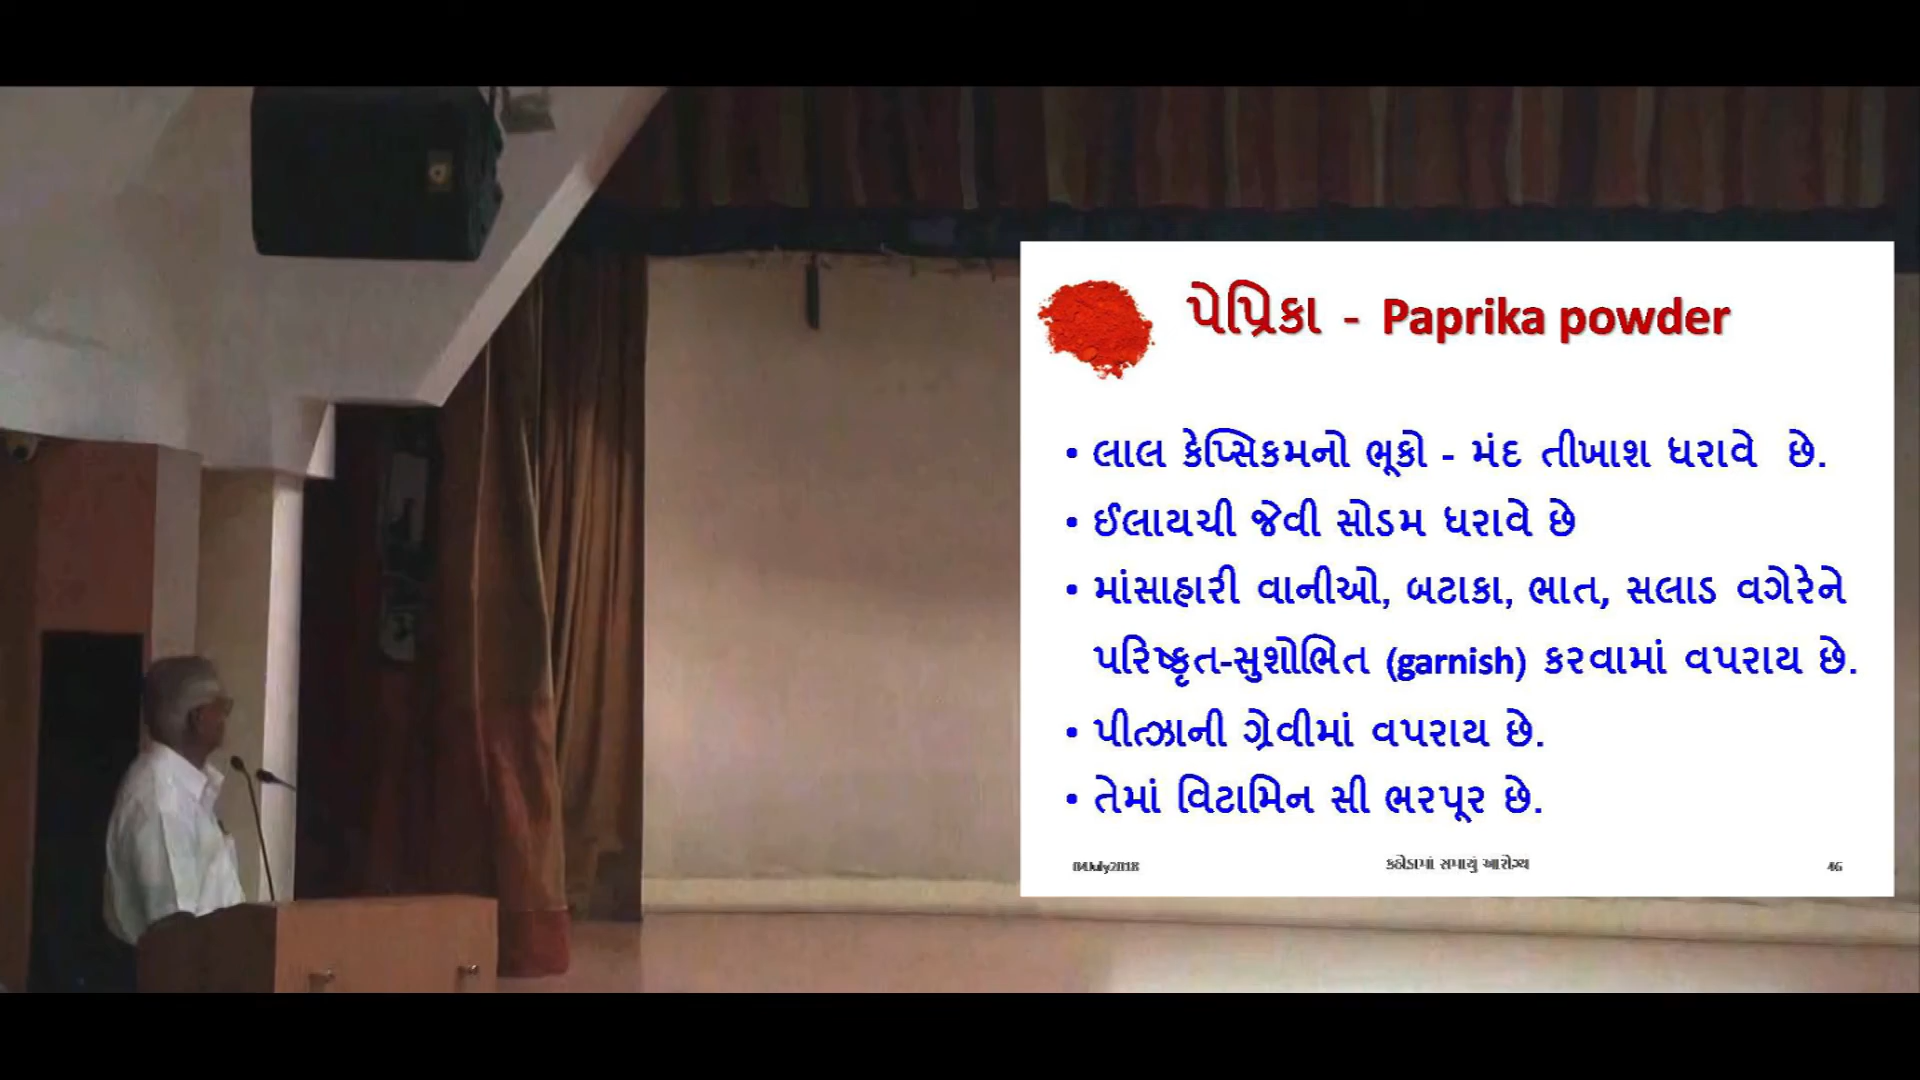 પેપ્રિકા - Paprika powder
• લાલ કેપ્સિકમનો ભૂકો - મંદ તીખાશ ધરાવે છે.
• ઈલાયચી જેવી સોડમ ધરાવે છે
• માંસાહારી વાનીઓ, બટાકા, ભાત, સલાડ વગેરેને
પરિષ્કૃત-સુશોભિત (garnish) કરવામાં વપરાય છે.
• પીત્ઝાની ગ્રેવીમાં વપરાય છે.
• તેમાં વિટામિન સી ભરપૂર છે.
04July2018 કઠોડામાં સમાયું આરોગ્ય 46